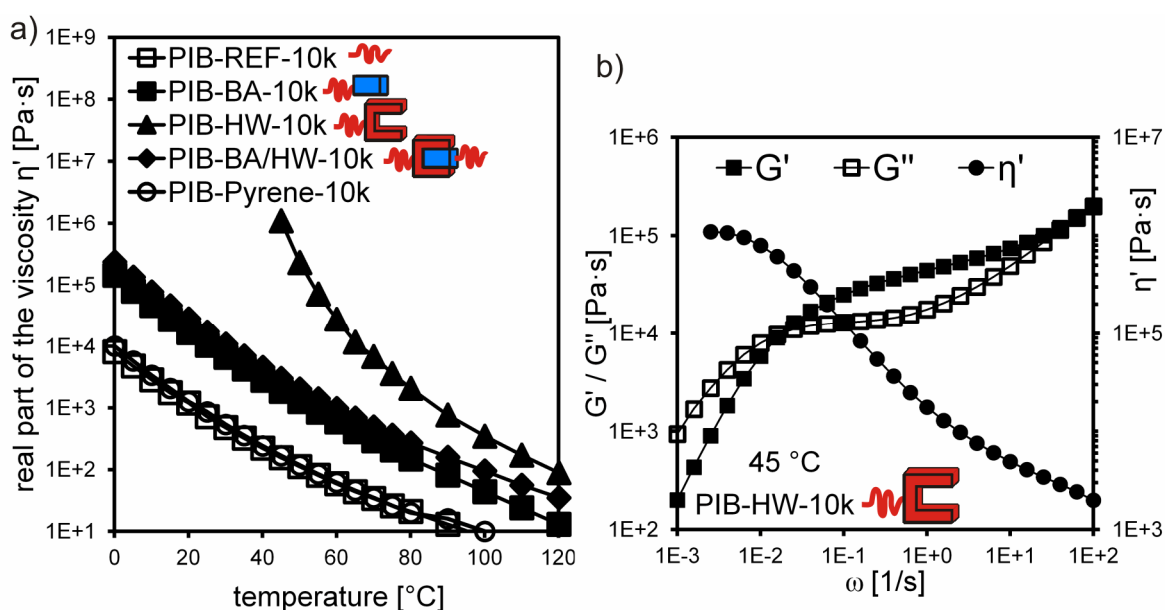 a)
real part of the viscosity η' [Pa·s]
1E+9
1E+8
1E+7
1E+6
1E+5
1E+4
1E+3
1E+2
1E+1
PIB-REF-10k
PIB-BA-10k
PIB-HW-10k
PIB-BA/HW-10k
PIB-Pyrene-10k
0 20 40 60 80 100 120
temperature [°C]
b)
G' / G'' [Pa·s]
1E+6
1E+5
1E+4
1E+3
1E+2
G' G'' η'
45 °C
PIB-HW-10k
1E-3 1E-2 1E-1 1E+0 1E+1 1E+2
ω [1/s]
1E+7
1E+5
1E+3
η' [Pa·s]